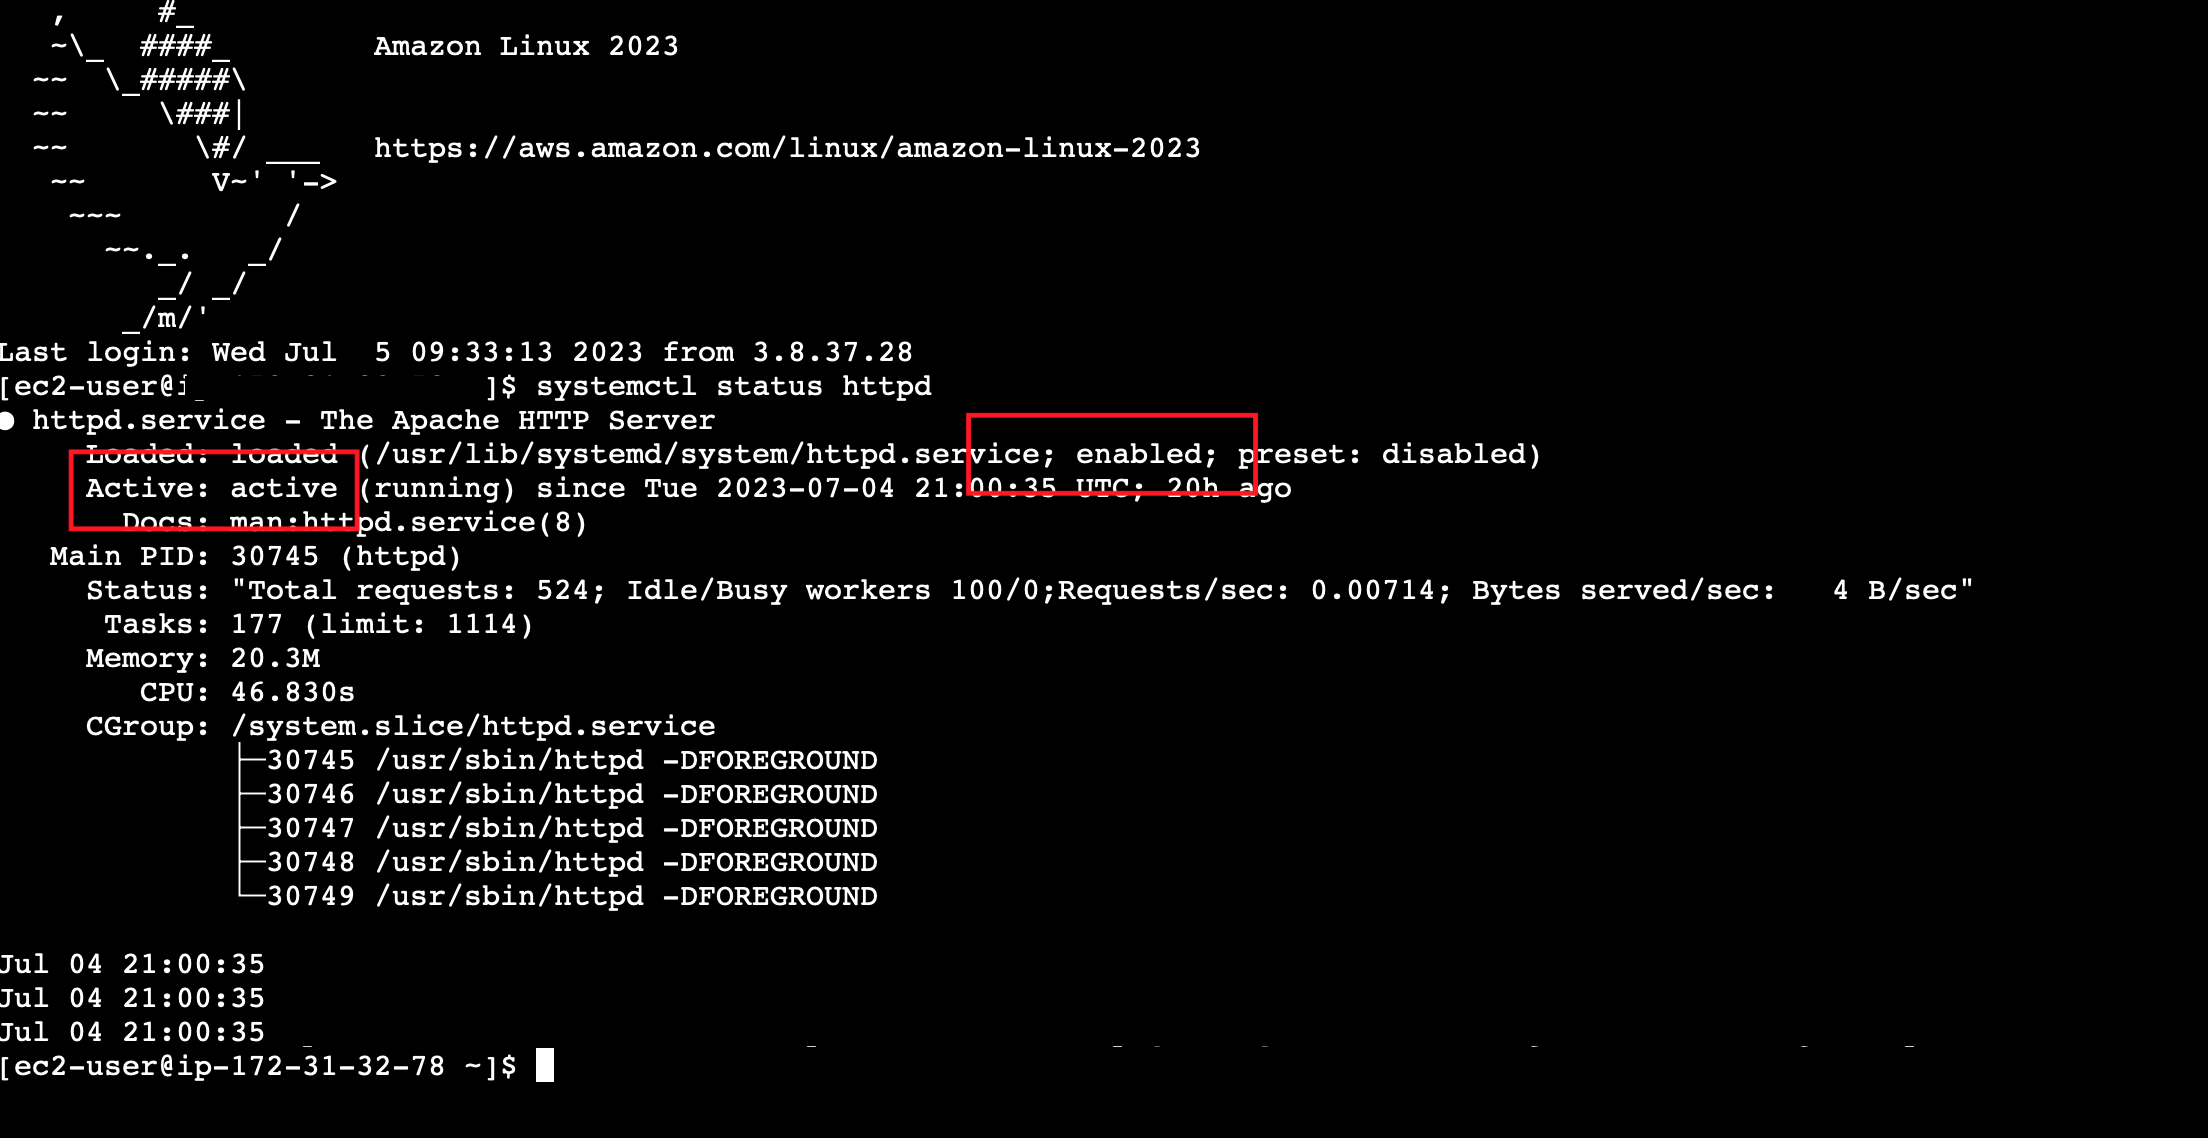 ,     #_
   ~\_  ####_        Amazon Linux 2023
  ~~  \_#####\
  ~~     \###|
  ~~       \#/ ___   https://aws.amazon.com/linux/amazon-linux-2023
   ~~       V~' '->
    ~~~         /
      ~~._.   _/
         _/ _/
       _/m/'
Last login: Wed Jul  5 09:33:13 2023 from 3.8.37.28
[ec2-user@i ]$ systemctl status httpd
● httpd.service - The Apache HTTP Server
     Loaded: loaded (/usr/lib/systemd/system/httpd.service; enabled; preset: disabled)
     Active: active (running) since Tue 2023-07-04 21:00:35 UTC; 20h ago
       Docs: man:httpd.service(8)
   Main PID: 30745 (httpd)
     Status: "Total requests: 524; Idle/Busy workers 100/0;Requests/sec: 0.00714; Bytes served/sec:   4 B/sec"
      Tasks: 177 (limit: 1114)
     Memory: 20.3M
        CPU: 46.830s
     CGroup: /system.slice/httpd.service
             ├─30745 /usr/sbin/httpd -DFOREGROUND
             ├─30746 /usr/sbin/httpd -DFOREGROUND
             ├─30747 /usr/sbin/httpd -DFOREGROUND
             ├─30748 /usr/sbin/httpd -DFOREGROUND
             └─30749 /usr/sbin/httpd -DFOREGROUND
Jul 04 21:00:35
Jul 04 21:00:35
Jul 04 21:00:35
[ec2-user@ip-172-31-32-78 ~]$